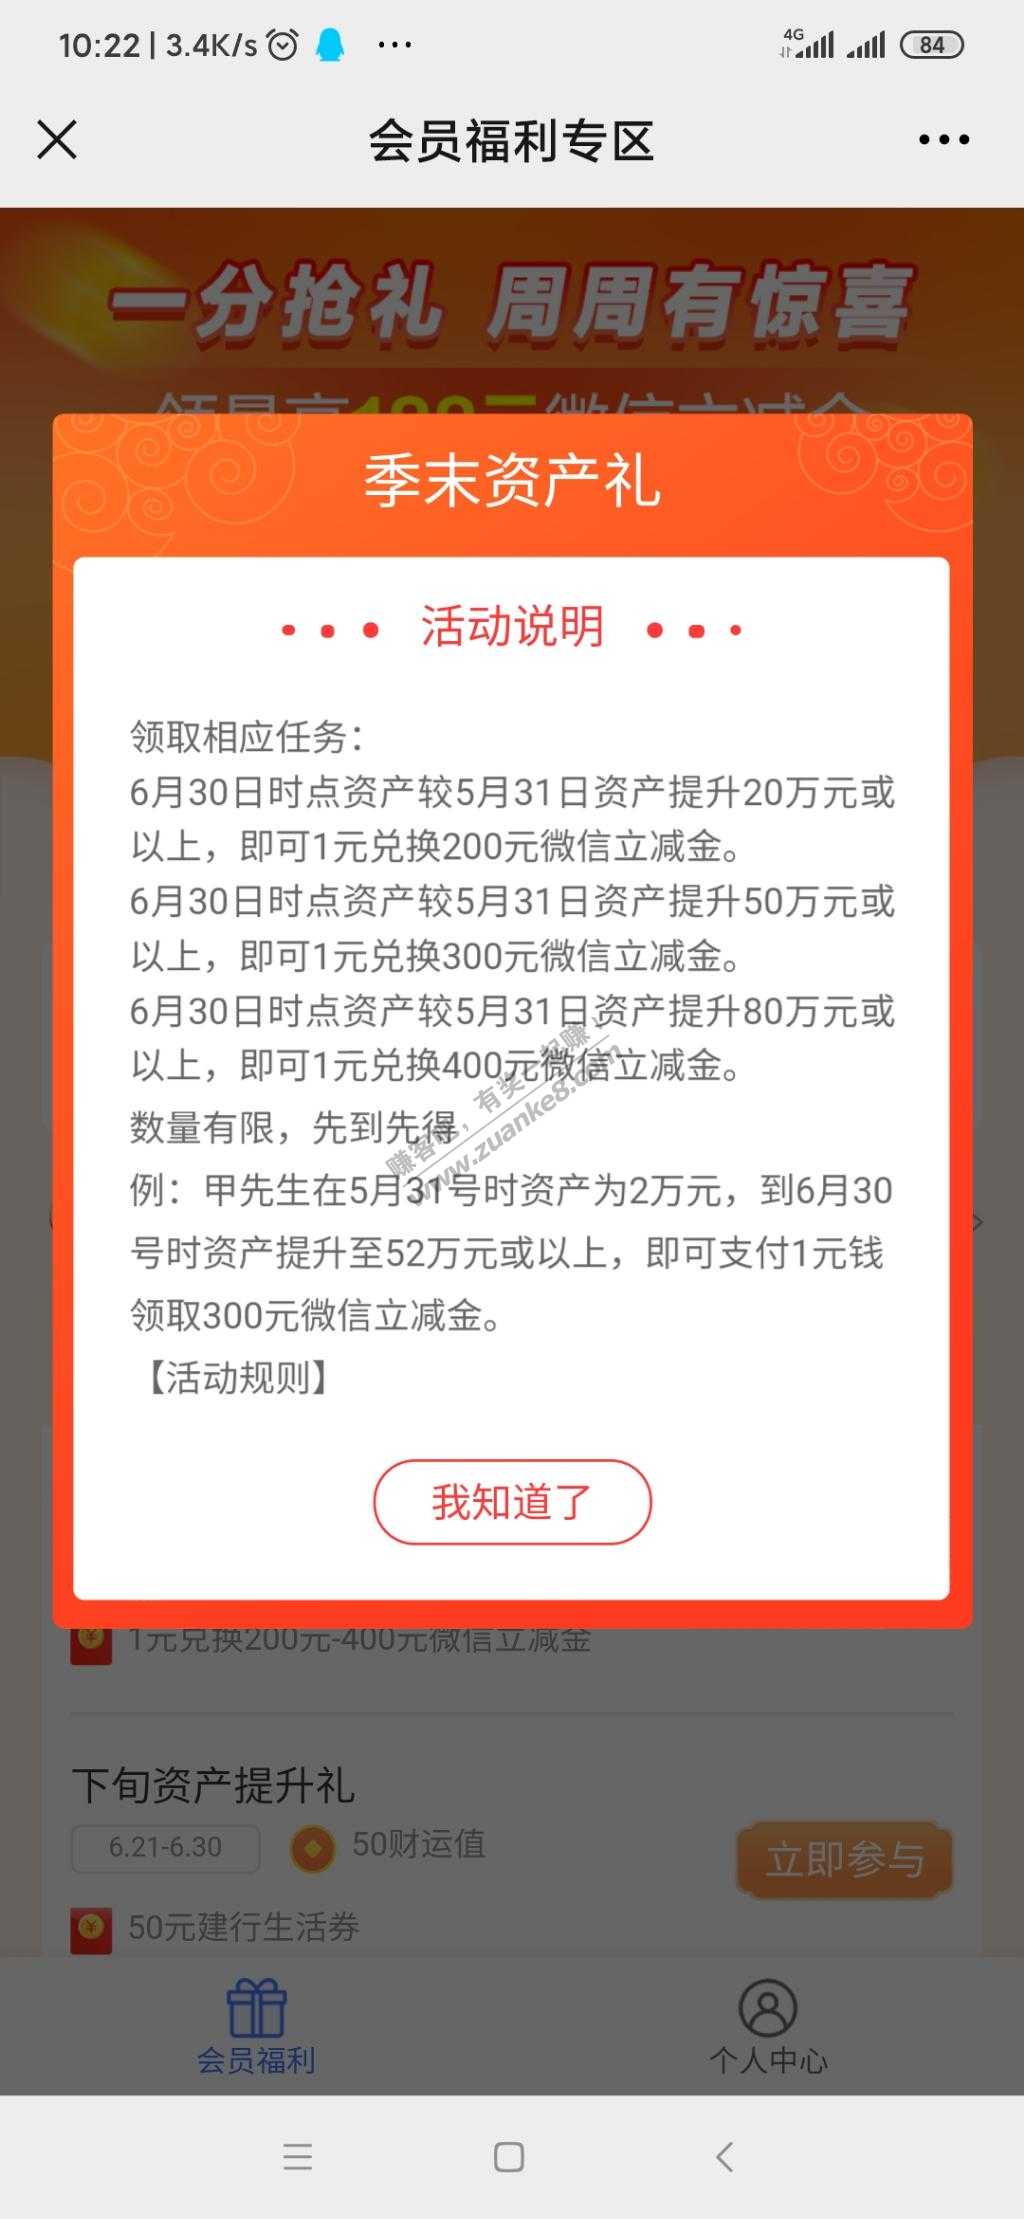 10:22 | 3.4K/s
4G
84
会员福利专区
一分抢礼 周周有惊喜
领最高100元微信立减金
季末资产礼
活动说明
领取相应任务：
6月30日时点资产较5月31日资产提升20万元或
以上，即可1元兑换200元微信立减金。
6月30日时点资产较5月31日资产提升50万元或
以上，即可1元兑换300元微信立减金。
6月30日时点资产较5月31日资产提升80万元或
以上，即可1元兑换400元微信立减金。
数量有限，先到先得
例：甲先生在5月31号时资产为2万元，到6月30
号时资产提升至52万元或以上，即可支付1元钱
领取300元微信立减金。
【活动规则】
赚客吧，有奖一起赚！
www.zuanke8.com
我知道了
1元兑换200元-400元微信立减金
下旬资产提升礼
6.21-6.30
50财运值
立即参与
50元建行生活券
会员福利
个人中心